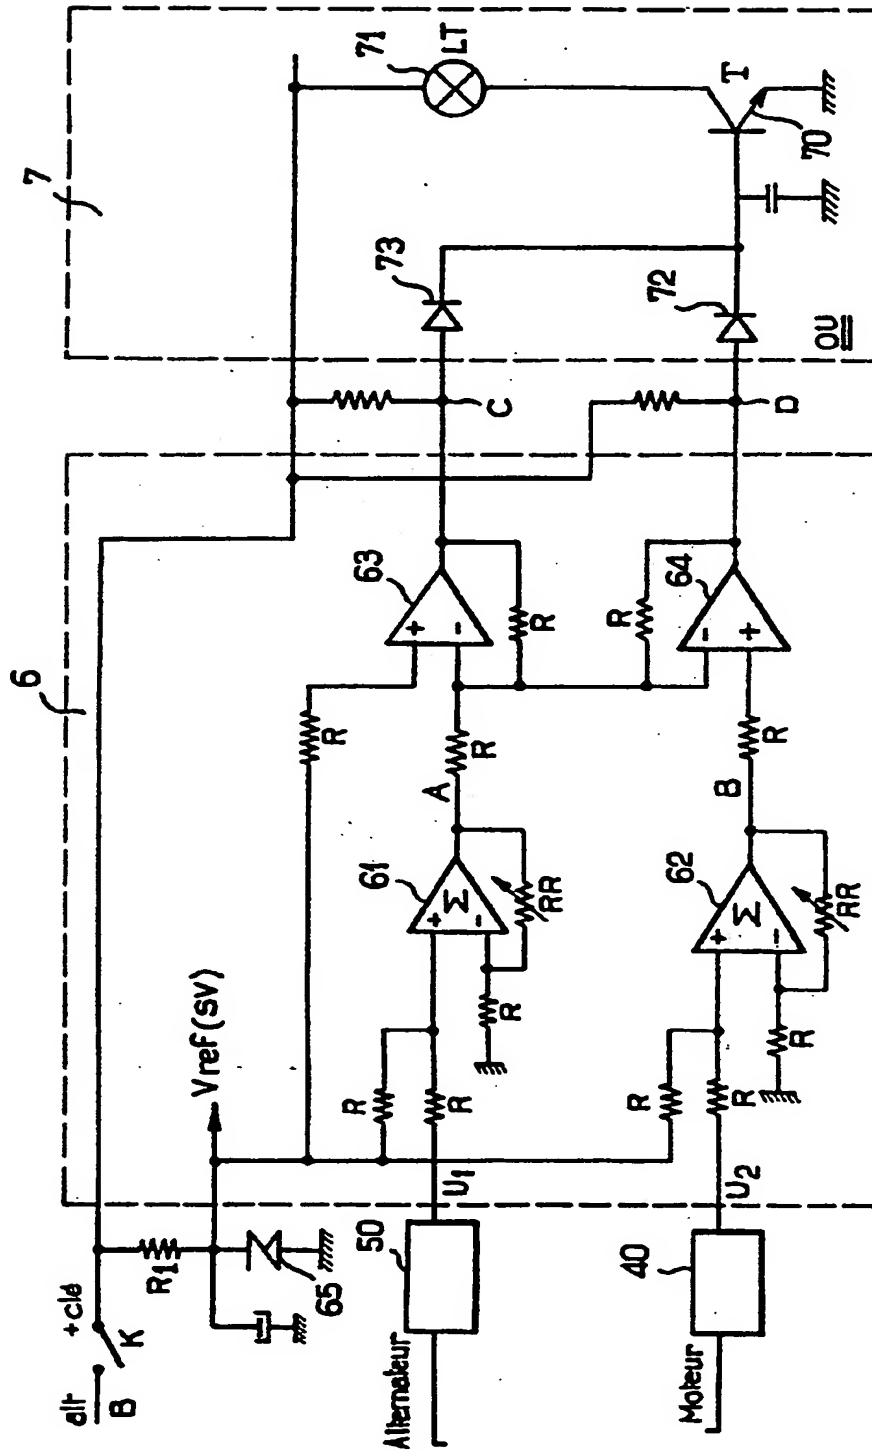 6
7
alt
B
+clé
K
R1
65
Vref(5V)
R
R
R
R
R
Alternateur
50
U1
61
+
-
Σ
R
RR
A
R
63
+
-
R
C
73
71
LT
Moteur
40
U2
62
+
-
Σ
R
RR
B
R
64
-
+
R
D
72
OU
T
70